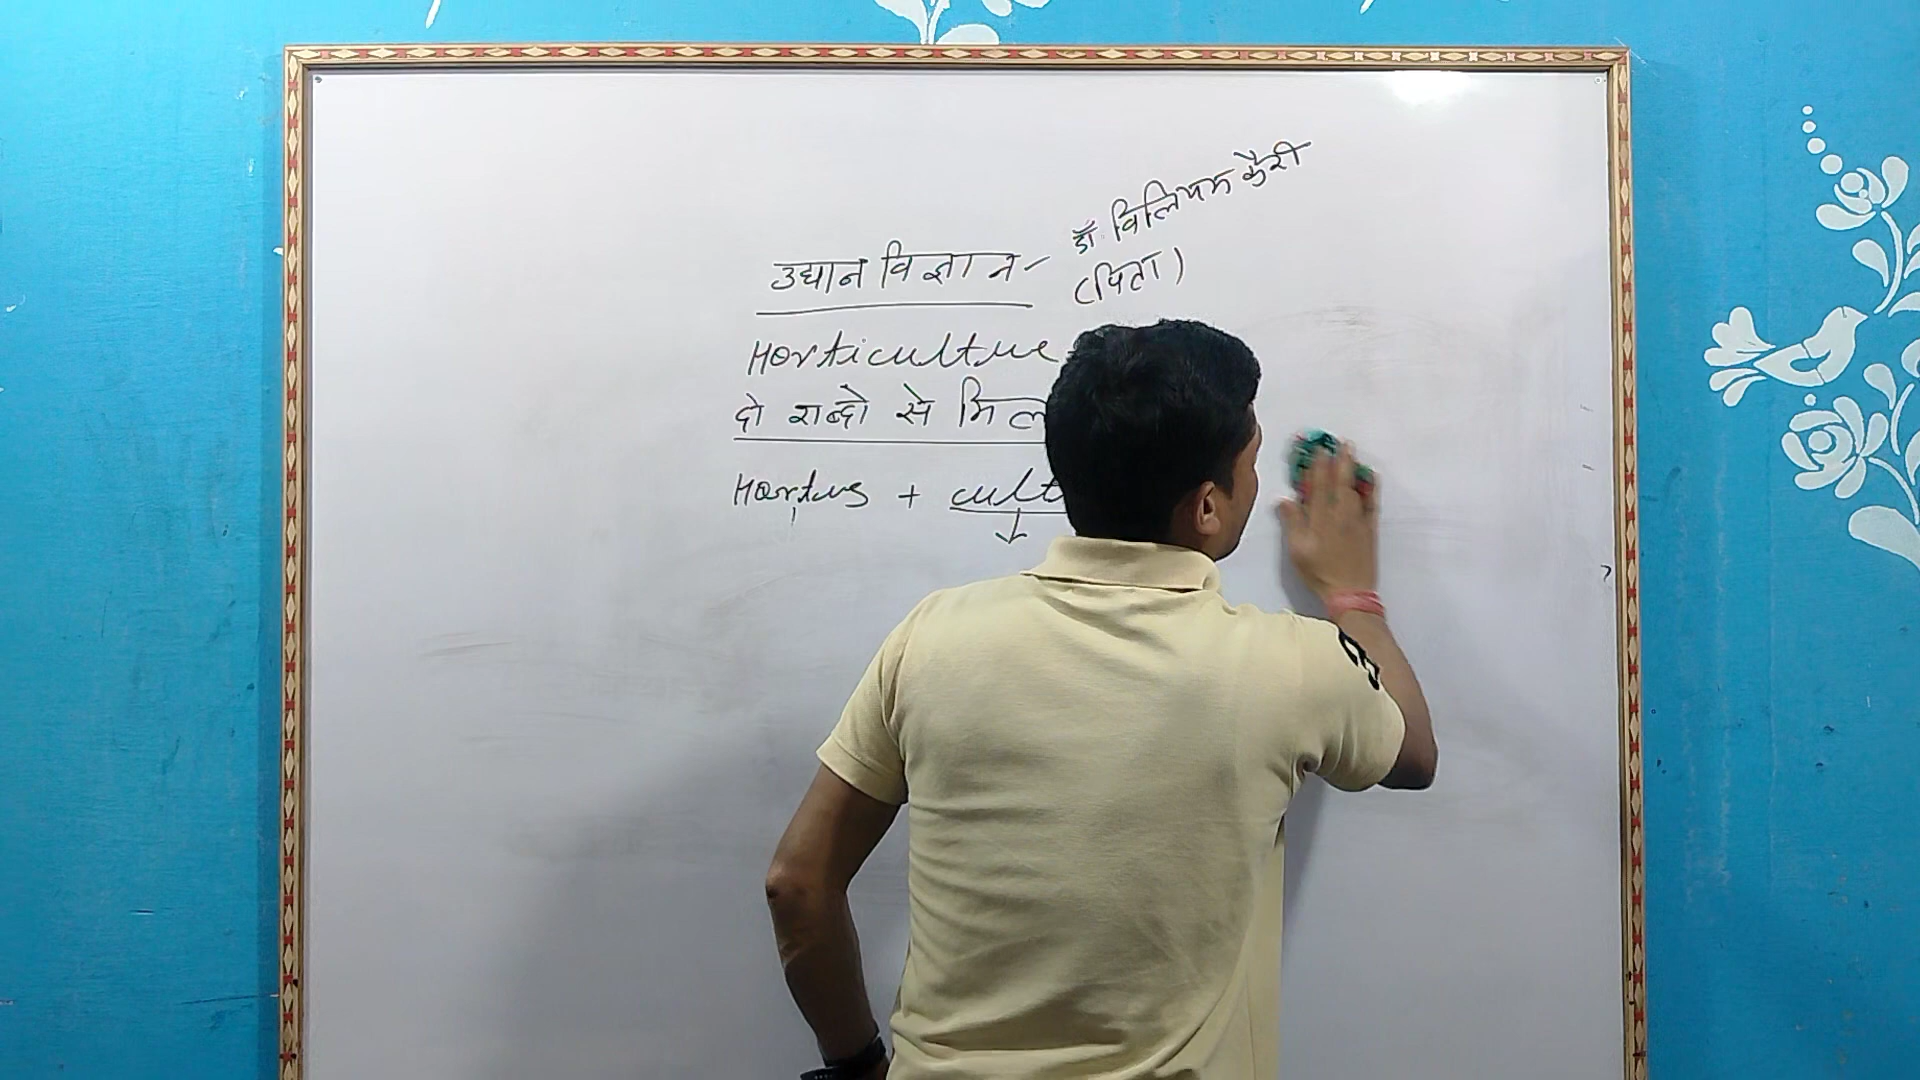 डॉ. विलियम कैरी
उद्यान विज्ञान -
(पिता)
Horticulture
दो शब्दो से मिल
Hortus + cult